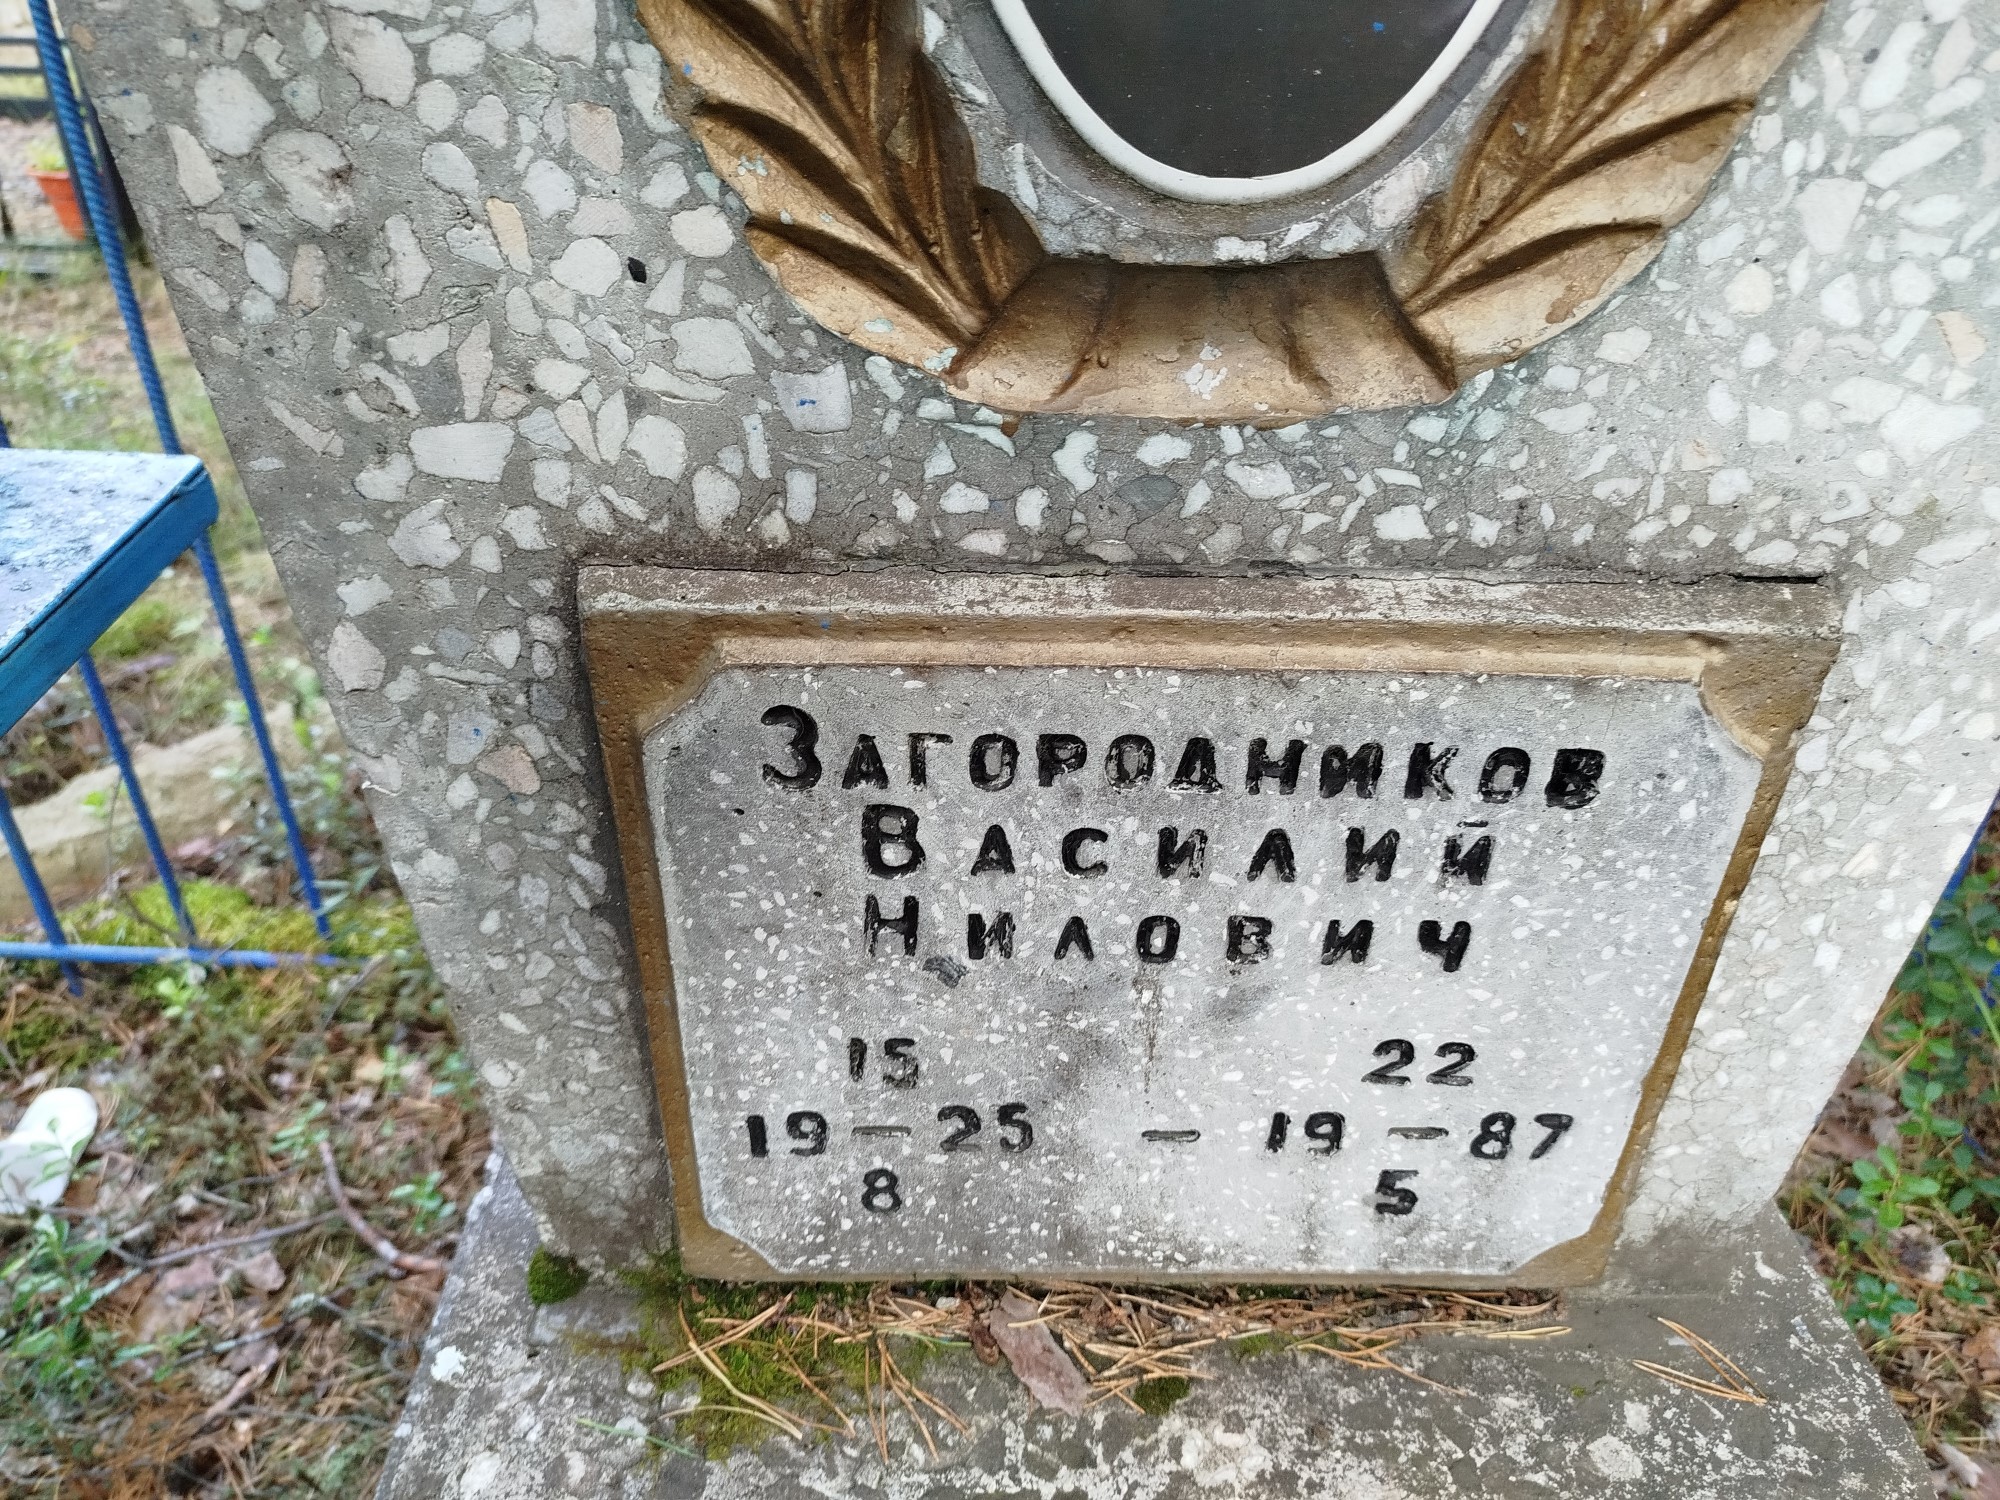 Загородников
Василий
Нилович
15 22
19 — 25 — 19 — 87
8 5